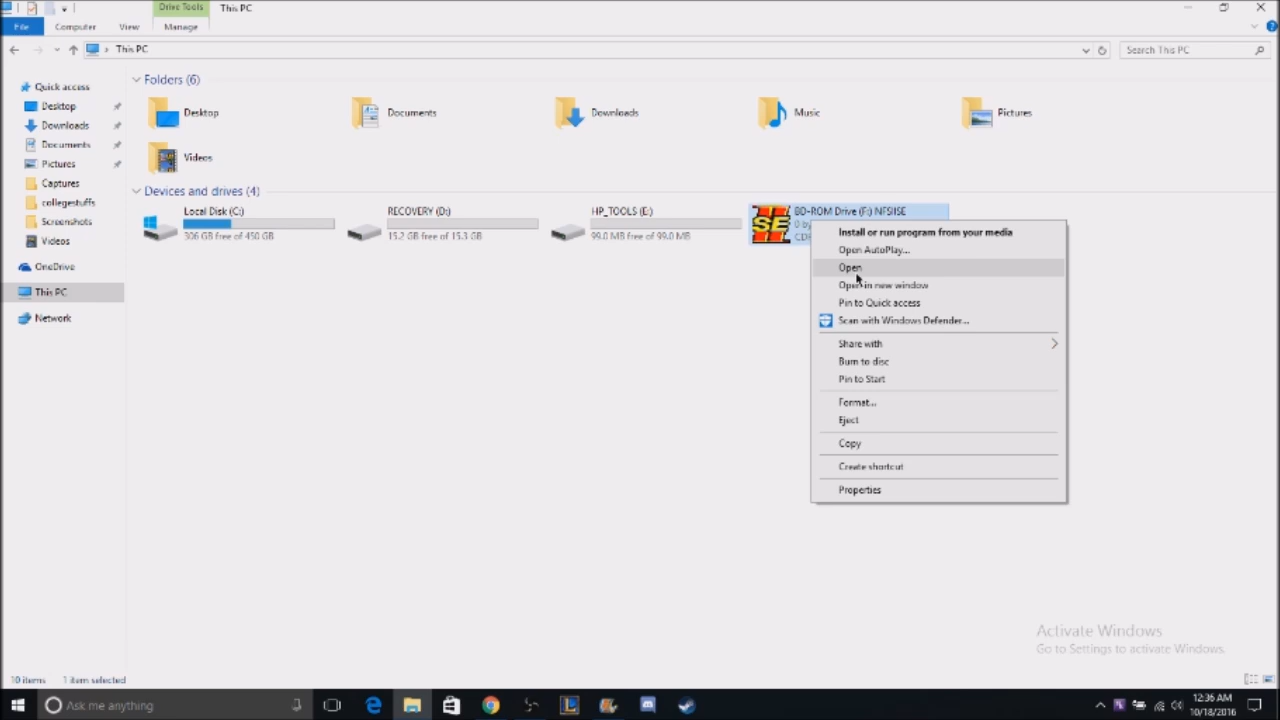 Drive Tools This PC
File Computer View Manage
This PC Search This PC
Quick access
Desktop
Downloads
Documents
Pictures
Captures
collegestuffs
Screenshots
Videos
OneDrive
This PC
Network
Folders (6)
Desktop Documents Downloads Music Pictures
Videos
Devices and drives (4)
Local Disk (C:) RECOVERY (D:) HP_TOOLS (E:) BD-ROM Drive (F:) NFSIISE
306 GB free of 450 GB 15.2 GB free of 15.3 GB 99.0 MB free of 99.0 MB
SE
0 by
CDF
Install or run program from your media
Open AutoPlay...
Open
Open in new window
Pin to Quick access
Scan with Windows Defender...
Share with
Burn to disc
Pin to Start
Format...
Eject
Copy
Create shortcut
Properties
Activate Windows
Go to Settings to activate Windows.
10 items 1 item selected
Ask me anything
12:36 AM
10/18/2016